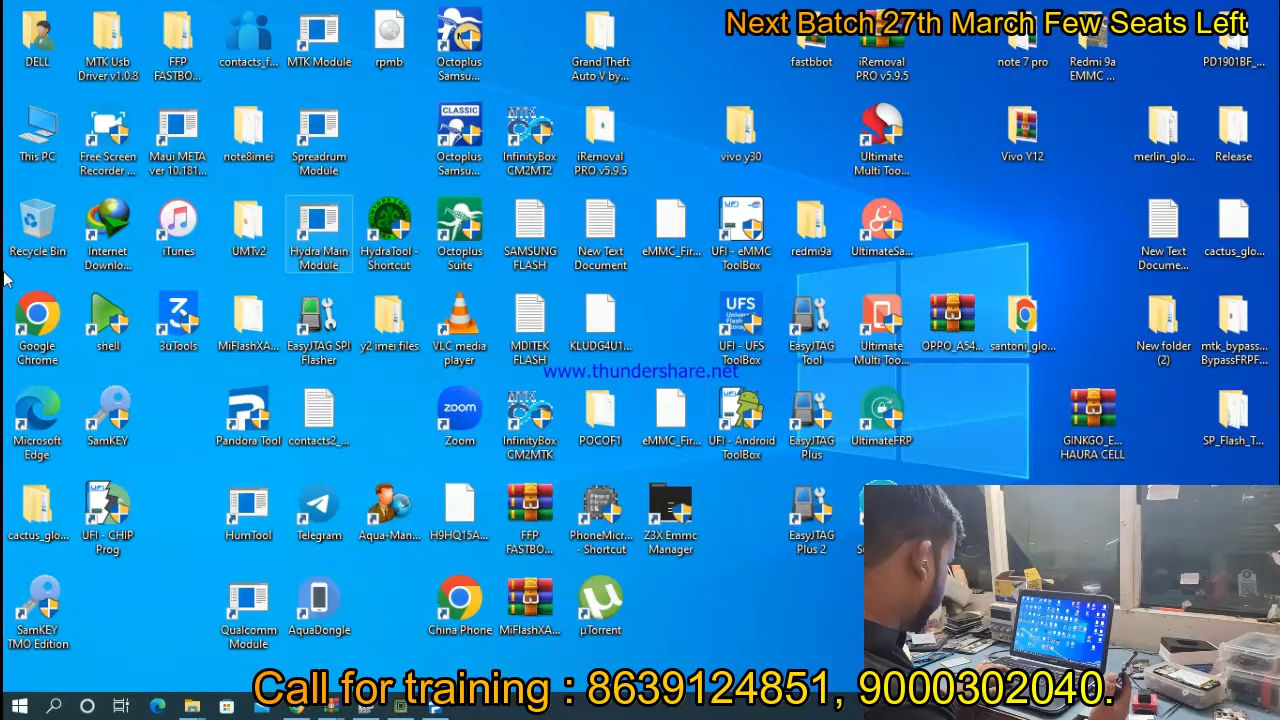 Next Batch 27th March Few Seats Left
DELL
MTK Usb
Driver v1.0.8
FFP
FASTBO...
contacts_f...
MTK Module
rpmb
Octoplus
Samsu...
Grand Theft
Auto V by...
fastbbot
iRemoval
PRO v5.9.5
note 7 pro
Redmi 9a
EMMC ...
PD1901BF_...
This PC
Free Screen
Recorder ...
Maui META
ver 10.181...
note8imei
Spreadrum
Module
CLASSIC
Octoplus
Samsu...
MTK
InfinityBox
CM2MT2
iRemoval
PRO v5.9.5
vivo y30
Ultimate
Multi Too...
Vivo Y12
merlin_glo...
Release
Recycle Bin
Internet
Downlo...
iTunes
UMTv2
Hydra Main
Module
HydraTool -
Shortcut
Octoplus
Suite
SAMSUNG
FLASH
New Text
Document
eMMC_Fir...
UFI
UFI - eMMC
ToolBox
redmi9a
UltimateSa...
New Text
Docume...
cactus_glo...
Google
Chrome
shell
3
3uTools
MiFlashXA...
EasyJTAG SPI
Flasher
y2 imei files
VLC media
player
MDITEK
FLASH
KLUDG4U1...
UFS
UFI - UFS
ToolBox
EasyJTAG
Tool
Ultimate
Multi Too...
OPPO_A54...
santoni_glo...
New folder
(2)
mtk_bypass...
BypassFRPF...
www.thundershare.net
Microsoft
Edge
SamKEY
Pandora Tool
contacts2_...
zoom
Zoom
MTK
InfinityBox
CM2MTK
POCOF1
eMMC_Fir...
UFI
UFI - Android
ToolBox
EasyJTAG
Plus
UltimateFRP
GINKGO_E...
HAURA CELL
SP_Flash_T...
cactus_glo...
UFI
UFI - CHIP
Prog
HumTool
Telegram
Aqua-Man...
H9HQ15A...
FFP
FASTBO...
PhoneMicr...
- Shortcut
Z3X Emmc
Manager
EasyJTAG
Plus 2
SamKEY
TMO Edition
Qualcomm
Module
AquaDongle
China Phone
MiFlashXA...
µTorrent
Call for training : 8639124851, 9000302040.